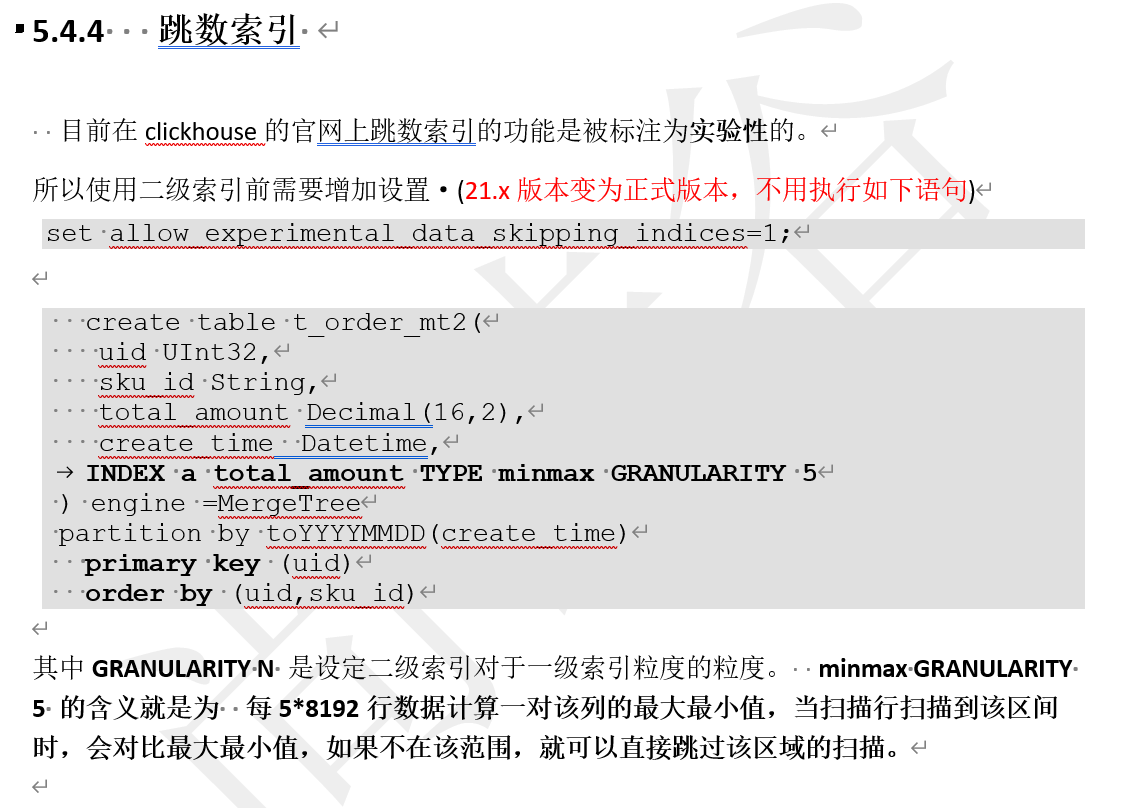 5.4.4 跳数索引
目前在 clickhouse 的官网上跳数索引的功能是被标注为实验性的。
所以使用二级索引前需要增加设置 (21.x 版本变为正式版本，不用执行如下语句)
set allow_experimental_data_skipping_indices=1;
create table t_order_mt2(
uid UInt32,
sku_id String,
total_amount Decimal(16,2),
create_time Datetime,
INDEX a total_amount TYPE minmax GRANULARITY 5
) engine =MergeTree
partition by toYYYYMMDD(create_time)
primary key (uid)
order by (uid,sku_id)
其中 GRANULARITY N 是设定二级索引对于一级索引粒度的粒度。 minmax GRANULARITY
5 的含义就是为 每 5*8192 行数据计算一对该列的最大最小值，当扫描行扫描到该区间
时，会对比最大最小值，如果不在该范围，就可以直接跳过该区域的扫描。